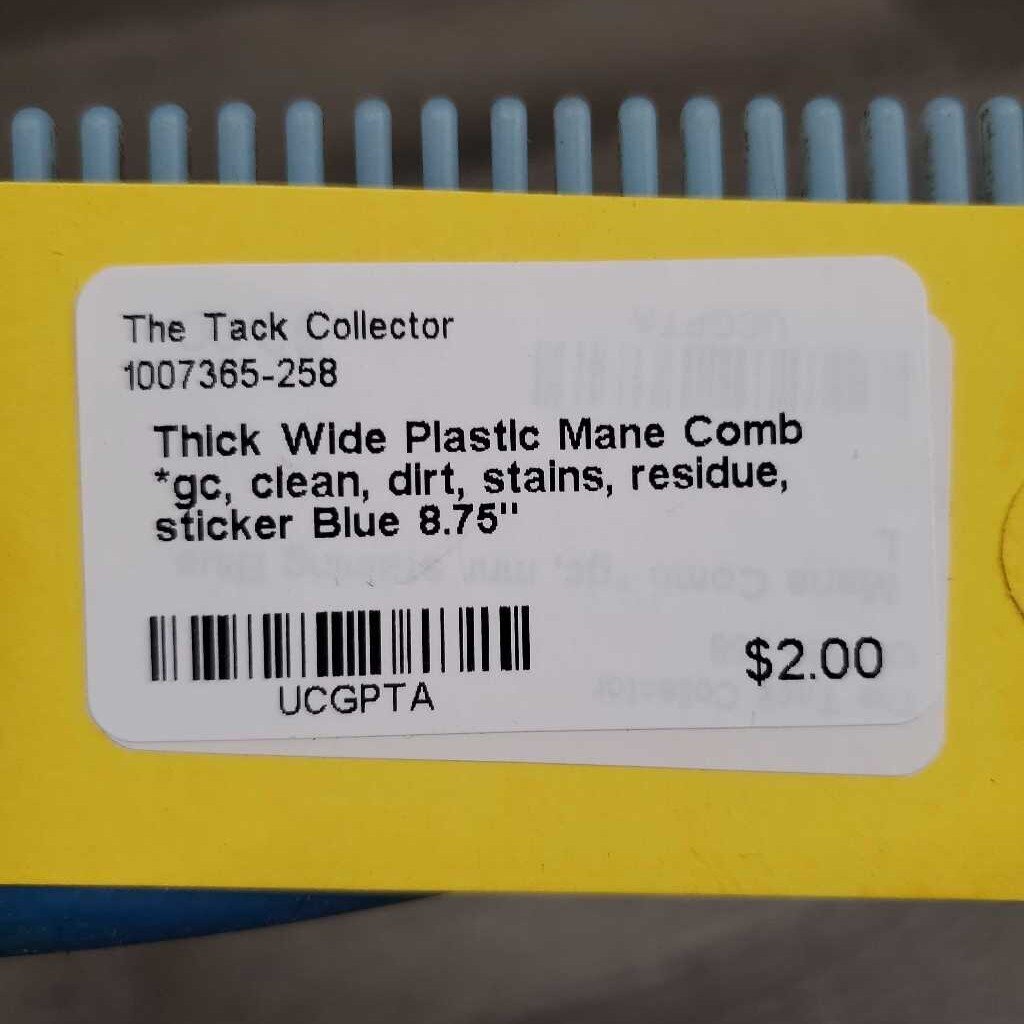 The Tack Collector
1007365-258
Thick Wide Plastic Mane Comb
*gc, clean, dirt, stains, residue,
sticker Blue 8.75"
UCGPTA
$2.00